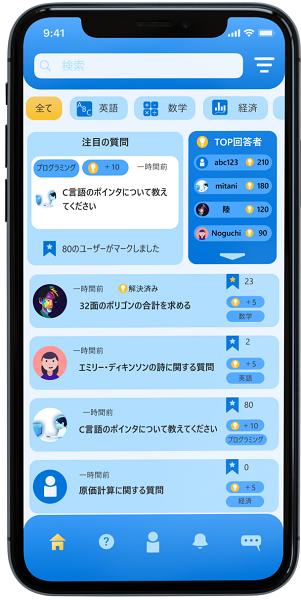 9:41
検索
全て
ABC 英語
数学
経済
注目の質問
プログラミング
+10
一時間前
C言語のポインタについて教え
てください
80のユーザーがマークしました
TOP回答者
abc123 210
mitani 180
陸 120
Noguchi 90
一時間前 解決済み
23
32面のポリゴンの合計を求める
+5
数学
一時間前
2
エミリー・ディキンソンの詩に関する質問
+5
英語
一時間前
80
C言語のポインタについて教えてください
+10
プログラミング
一時間前
0
原価計算に関する質問
+5
経済
?